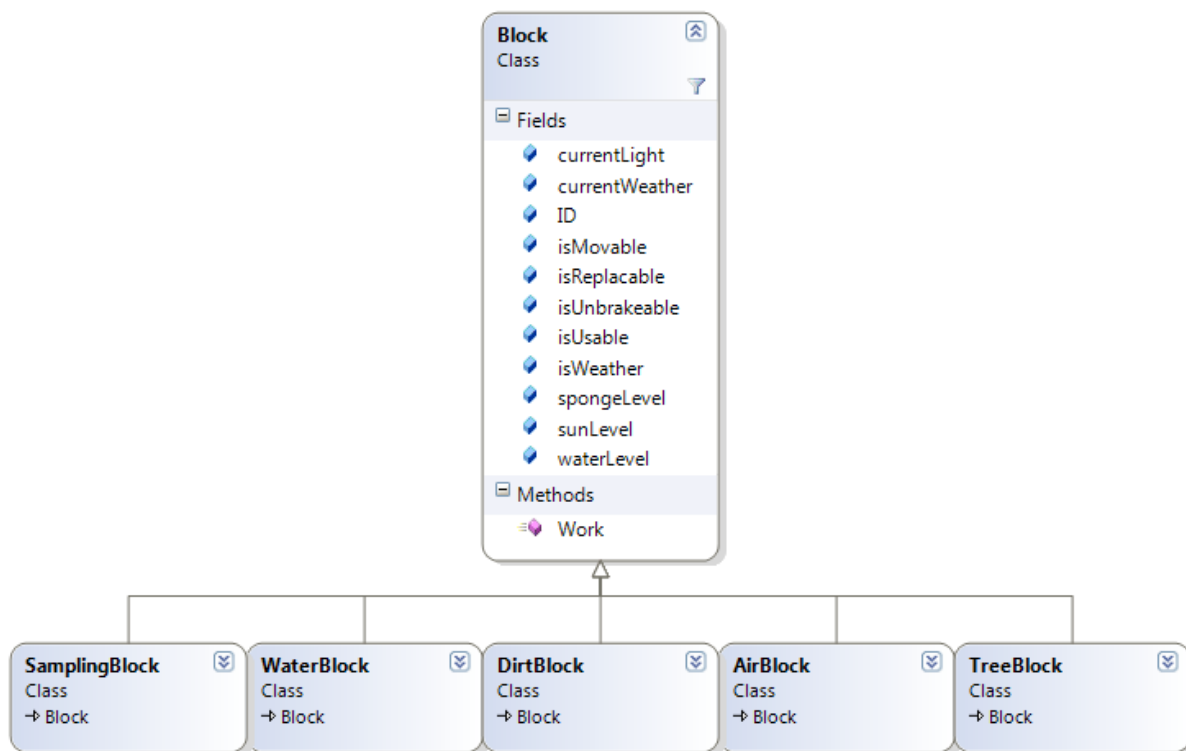 Block
Class
Fields
currentLight
currentWeather
ID
isMovable
isReplacable
isUnbrakeable
isUsable
isWeather
spongeLevel
sunLevel
waterLevel
Methods
Work
SamplingBlock
Class
Block
WaterBlock
Class
Block
DirtBlock
Class
Block
AirBlock
Class
Block
TreeBlock
Class
Block